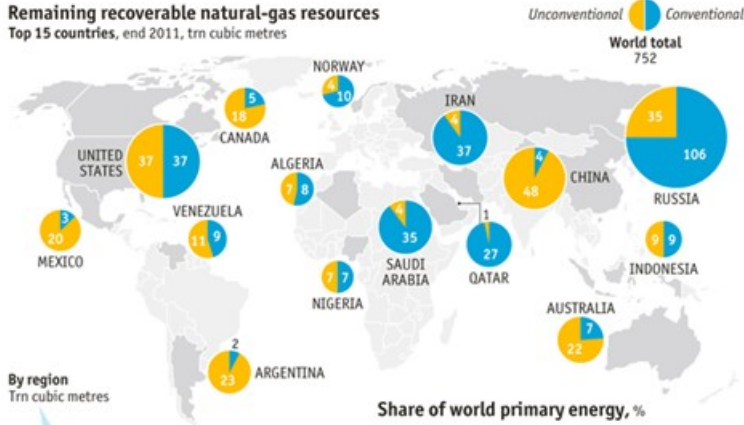 Remaining recoverable natural-gas resources
Top 15 countries, end 2011, trn cubic metres
Unconventional Conventional
World total
752
NORWAY
4
10
5
18
CANADA
IRAN
4
37
35
106
RUSSIA
UNITED
STATES
37 37
ALGERIA
7 8
4
48
CHINA
3
20
MEXICO
VENEZUELA
11 9
4
35
SAUDI
ARABIA
1
27
QATAR
9 9
INDONESIA
7 7
NIGERIA
AUSTRALIA
7
22
2
23
ARGENTINA
By region
Trn cubic metres
Share of world primary energy, %